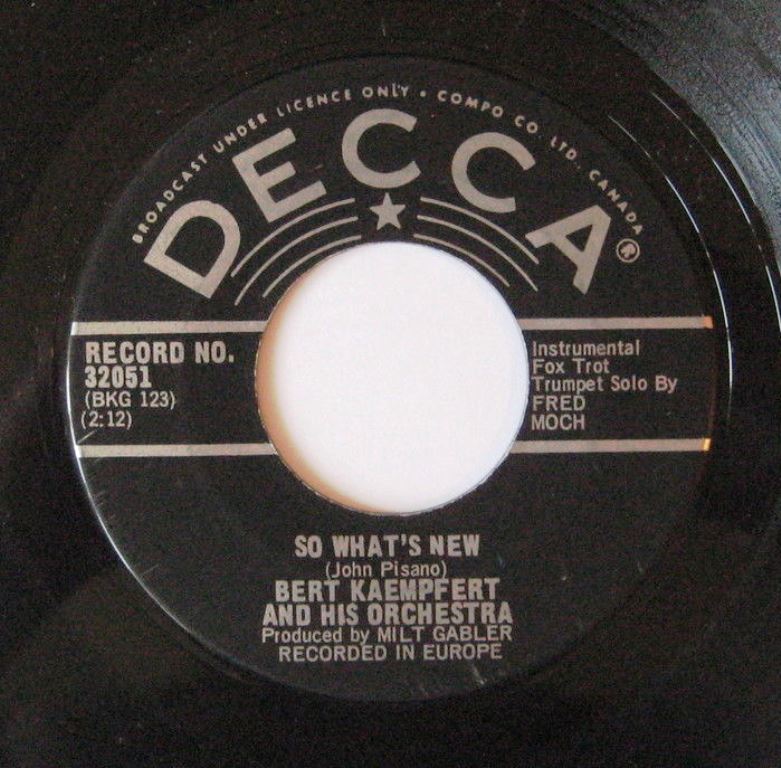 BROADCAST UNDER LICENCE ONLY • COMPO CO. LTD. CANADA
DECCA
RECORD NO.
32051
(BKG 123)
(2:12)
Instrumental
Fox Trot
Trumpet Solo By
FRED
MOCH
SO WHAT'S NEW
(John Pisano)
BERT KAEMPFERT
AND HIS ORCHESTRA
Produced by MILT GABLER
RECORDED IN EUROPE